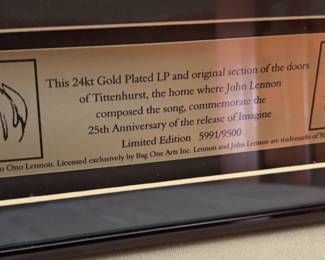 This 24kt Gold Plated LP and original section of the doors
of Tittenhurst, the home where John Lennon
composed the song, commemorate the
25th Anniversary of the release of Imagine
Limited Edition 5991/9500
Ono Lennon. Licensed exclusively by Bag One Arts Inc. Lennon and John Lennon are trademarks of